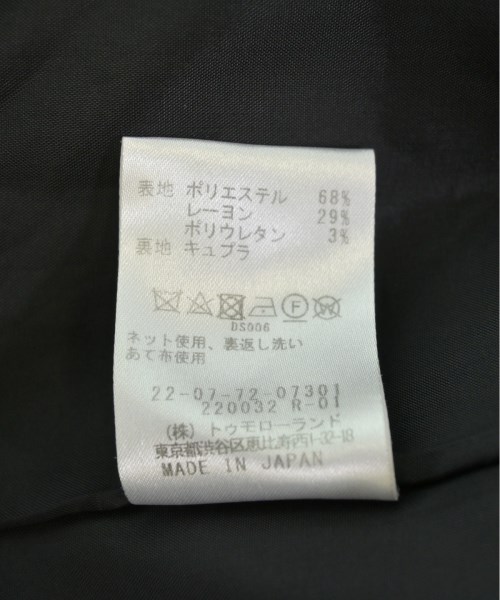 表地 ポリエステル 68%
レーヨン 29%
ポリウレタン 3%
裏地 キュプラ
F W
DS006
ネット使用、裏返し洗い
あて布使用
22-07-72-07301
220032 R-01
(株) トゥモローランド
東京都渋谷区恵比寿西1-32-18
MADE IN JAPAN